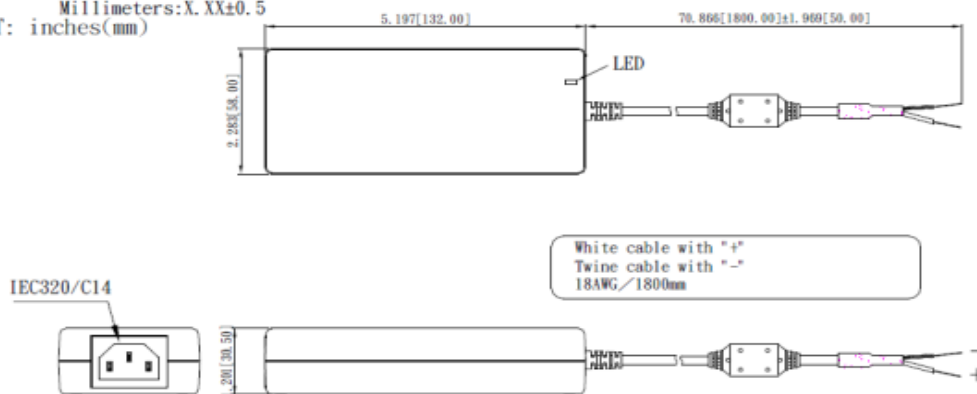 Millimeters:X.XX±0.5
T: inches(mm)
5.197[132.00]
70.866[1800.00]±1.969[50.00]
LED
2.283[58.00]
White cable with "+"
Twine cable with "-"
18AWG／1800mm
IEC320/C14
.201[30.50]
-
+